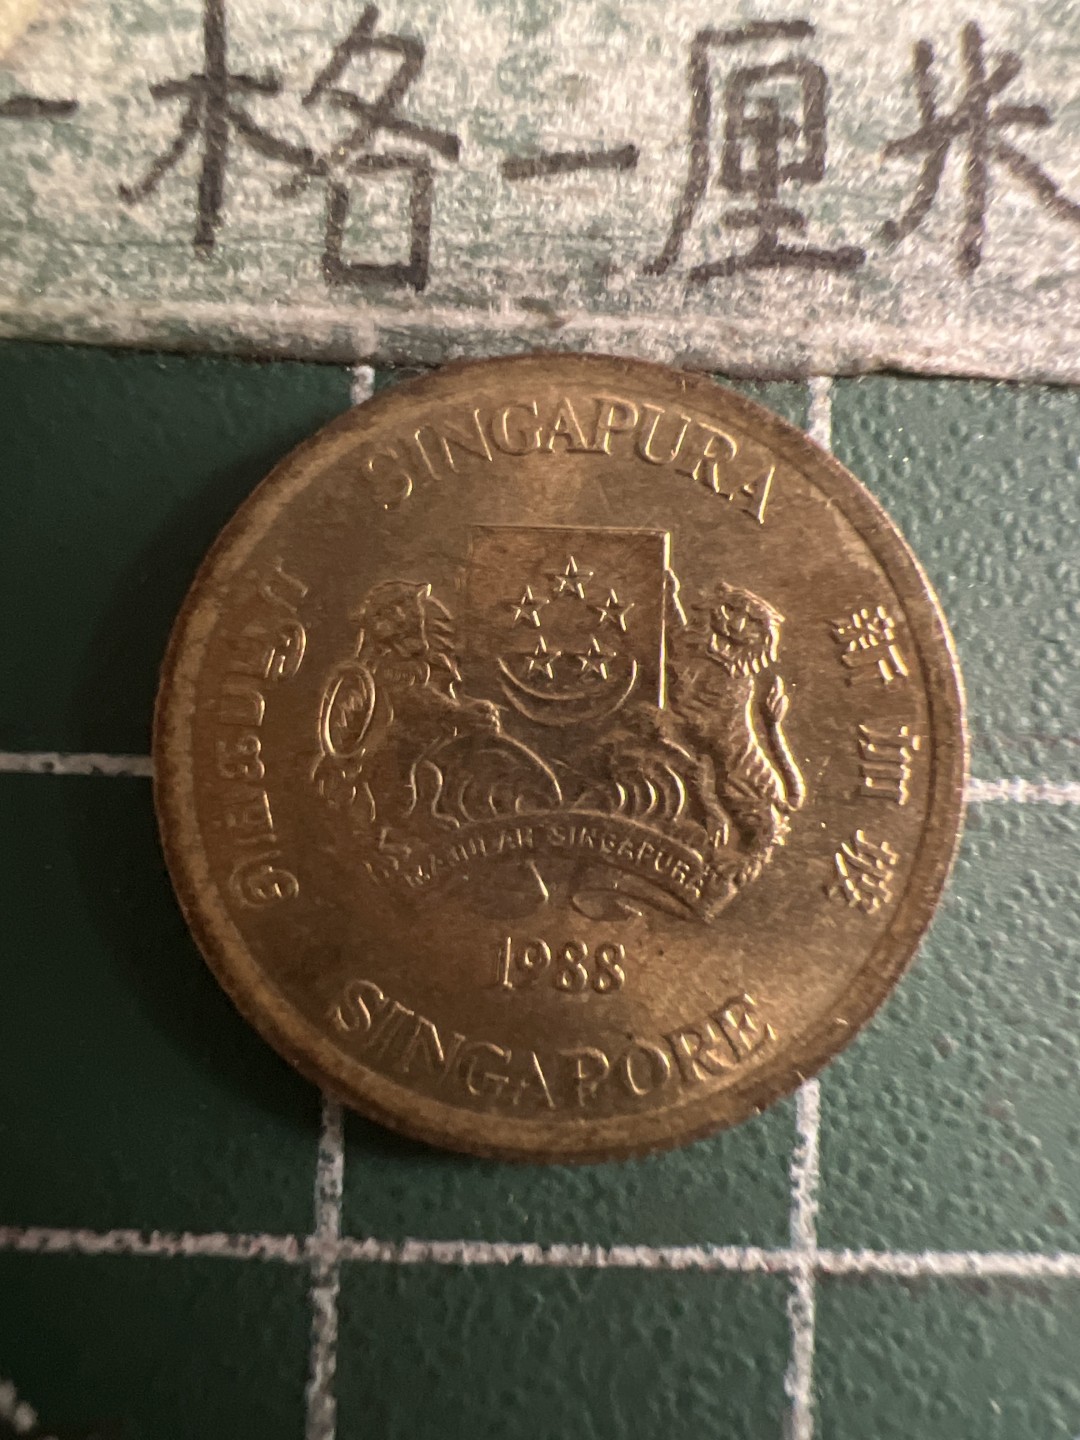 一格一厘米
SINGAPURA
சிங்கப்பூர்
新加坡
MAJULAH SINGAPURA
1988
SINGAPORE